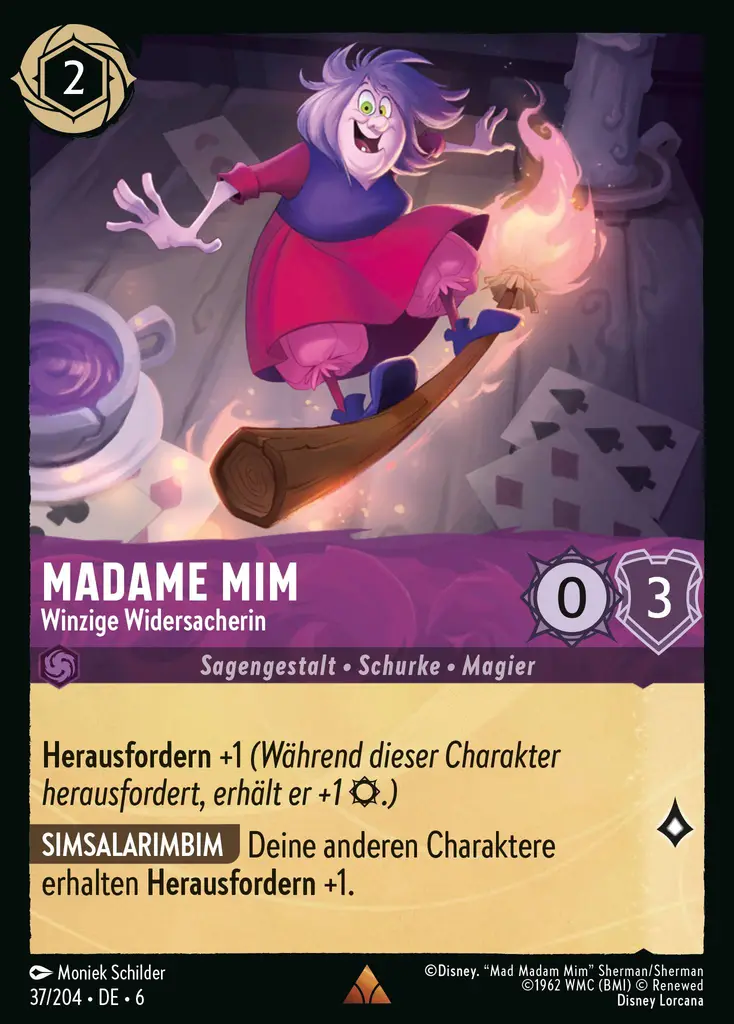 2
MADAME MIM
Winzige Widersacherin
0
3
Sagengestalt • Schurke • Magier
Herausfordern +1 (Während dieser Charakter
herausfordert, erhält er +1 .)
SIMSALARIMBIM Deine anderen Charaktere
erhalten Herausfordern +1.
Moniek Schilder
37/204 • DE • 6
©Disney. “Mad Madam Mim” Sherman/Sherman
©1962 WMC (BMI) © Renewed
Disney Lorcana